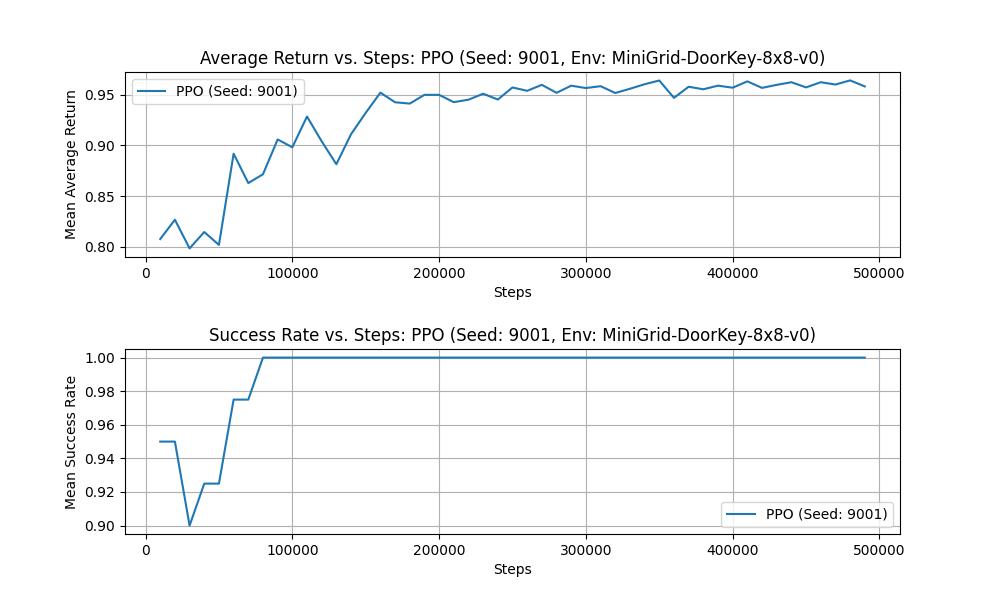 Average Return vs. Steps: PPO (Seed: 9001, Env: MiniGrid-DoorKey-8x8-v0)
PPO (Seed: 9001)
Mean Average Return
0.95
0.90
0.85
0.80
0 100000 200000 300000 400000 500000
Steps
Success Rate vs. Steps: PPO (Seed: 9001, Env: MiniGrid-DoorKey-8x8-v0)
Mean Success Rate
1.00
0.98
0.96
0.94
0.92
0.90
PPO (Seed: 9001)
0 100000 200000 300000 400000 500000
Steps